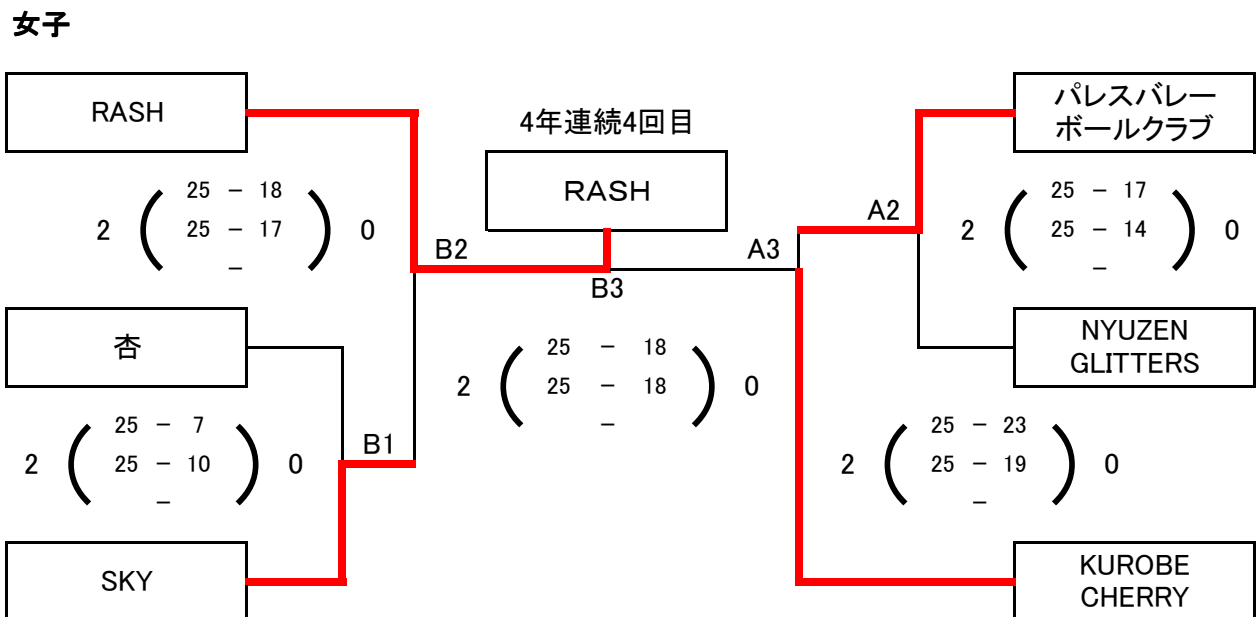 女子
RASH
4年連続4回目
RASH
パレスバレー
ボールクラブ
A2
2 ( 25 － 18 ) 0
25 － 17
－
2 ( 25 － 17 ) 0
25 － 14
－
B2
A3
B3
杏
NYUZEN
GLITTERS
2 ( 25 － 18 ) 0
25 － 18
－
2 ( 25 － 7 ) 0
25 － 10
－
B1
2 ( 25 － 23 ) 0
25 － 19
－
SKY
KUROBE
CHERRY